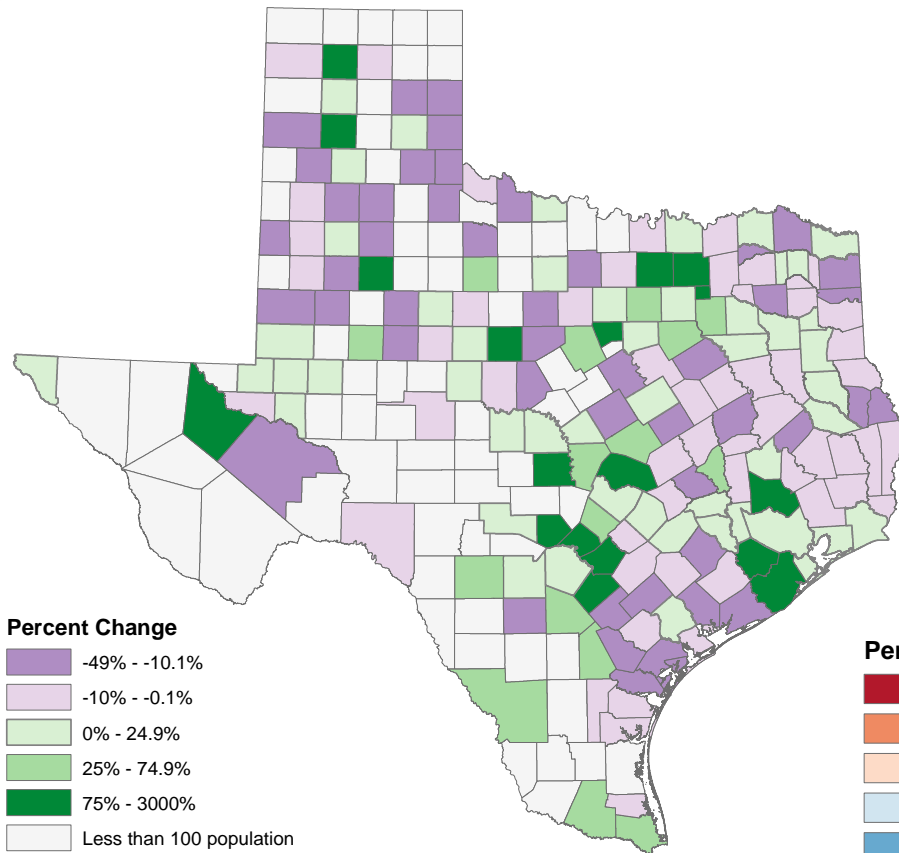 Percent Change
-49% - -10.1%
-10% - -0.1%
0% - 24.9%
25% - 74.9%
75% - 3000%
Less than 100 population
Per